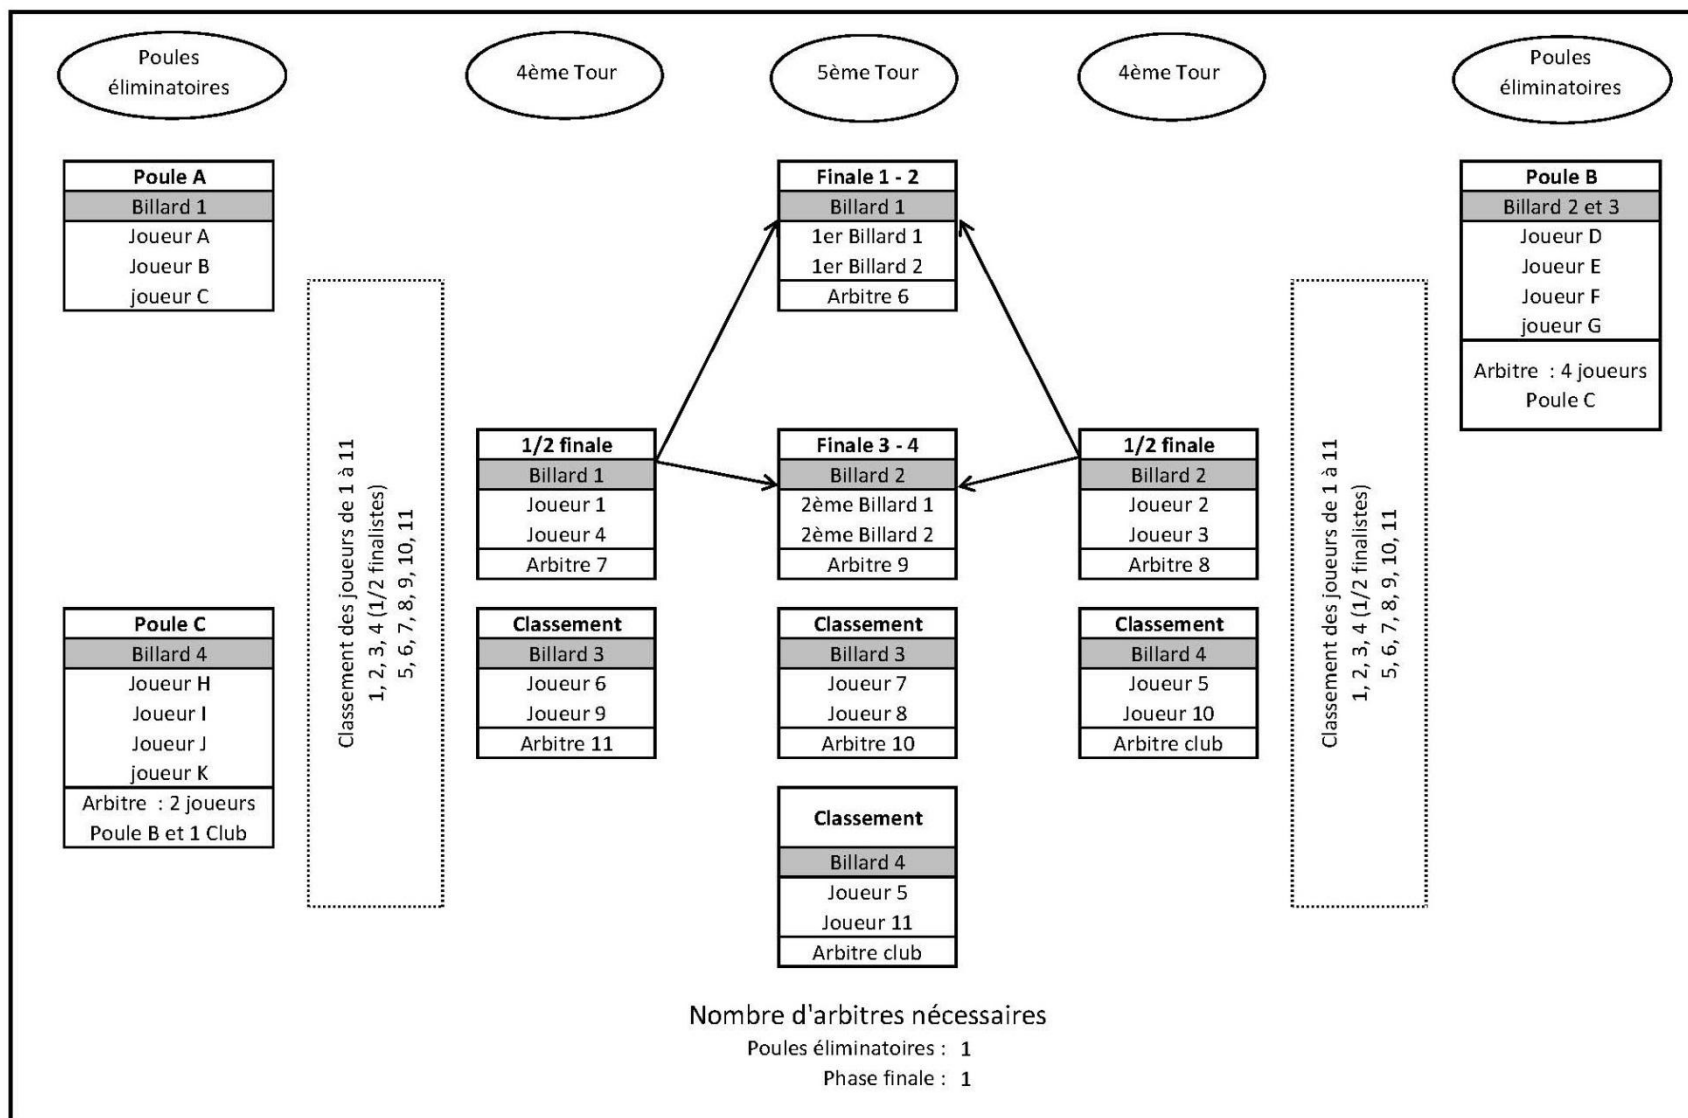 Poules
éliminatoires
4ème Tour
5ème Tour
4ème Tour
Poules
éliminatoires
Poule A
Billard 1
Joueur A
Joueur B
joueur C
Poule C
Billard 4
Joueur H
Joueur I
Joueur J
joueur K
Arbitre : 2 joueurs
Poule B et 1 Club
Classement des joueurs de 1 à 11
1, 2, 3, 4 (1/2 finalistes)
5, 6, 7, 8, 9, 10, 11
1/2 finale
Billard 1
Joueur 1
Joueur 4
Arbitre 7
Classement
Billard 3
Joueur 6
Joueur 9
Arbitre 11
Finale 1 - 2
Billard 1
1er Billard 1
1er Billard 2
Arbitre 6
Finale 3 - 4
Billard 2
2ème Billard 1
2ème Billard 2
Arbitre 9
Classement
Billard 3
Joueur 7
Joueur 8
Arbitre 10
Classement
Billard 4
Joueur 5
Joueur 11
Arbitre club
1/2 finale
Billard 2
Joueur 2
Joueur 3
Arbitre 8
Classement
Billard 4
Joueur 5
Joueur 10
Arbitre club
Classement des joueurs de 1 à 11
1, 2, 3, 4 (1/2 finalistes)
5, 6, 7, 8, 9, 10, 11
Poule B
Billard 2 et 3
Joueur D
Joueur E
Joueur F
joueur G
Arbitre : 4 joueurs
Poule C
Nombre d'arbitres nécessaires
Poules éliminatoires : 1
Phase finale : 1